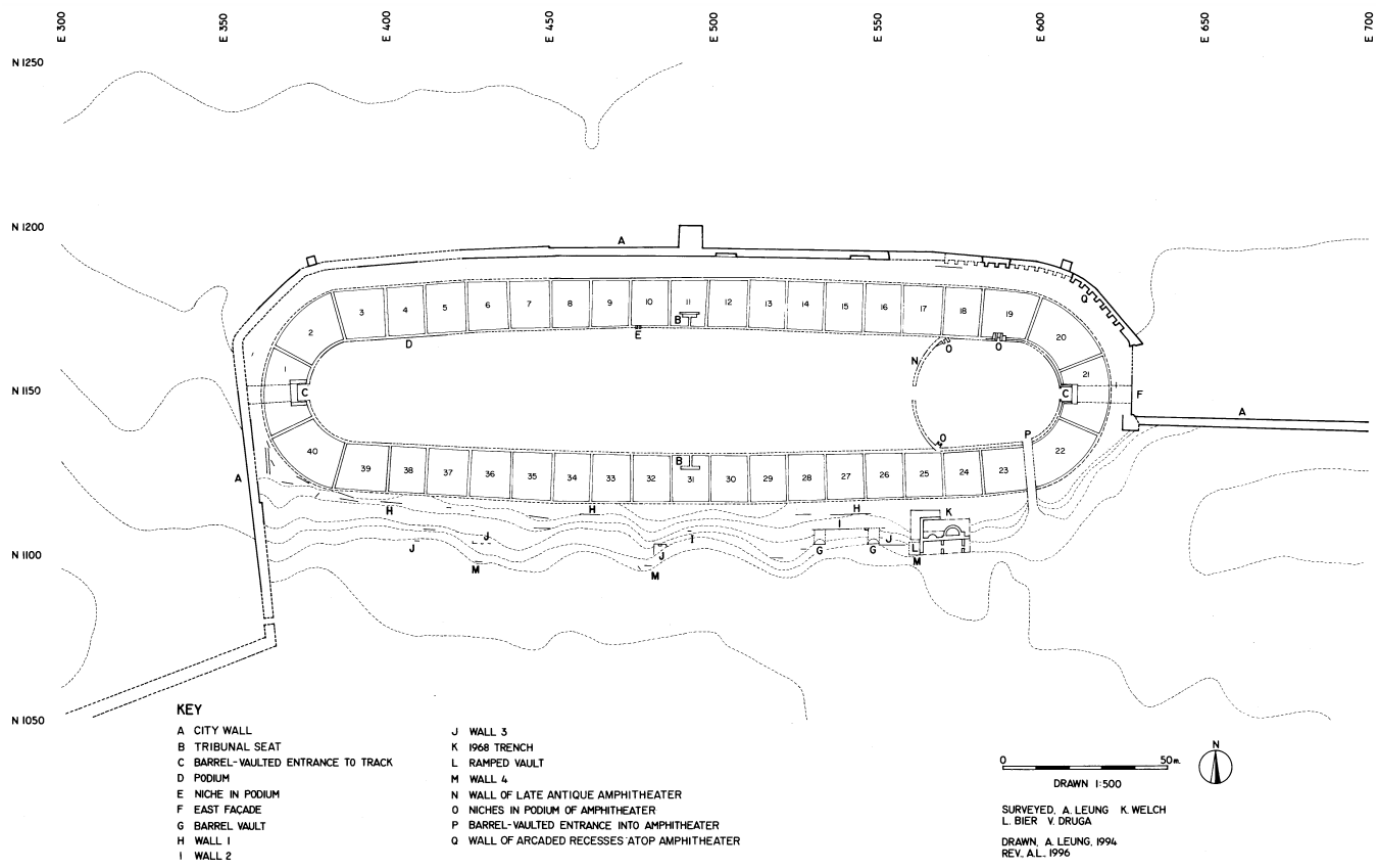 E 300 E 350 E 400 E 450 E 500 E 550 E 600 E 650 E 700
N 1250
N 1200
A
Q
3 4 5 6 7 8 9 10 11 12 13 14 15 16 17 18 19
2 20
B
D E O O
N
1 21
N 1150
C C F
A
P
O
40 39 38 37 36 35 34 33 32 31 30 29 28 27 26 25 24 23 22
B
A
H H H K
I I
J J J J
N 1100
G G L
M M M
N 1050
KEY
A CITY WALL
B TRIBUNAL SEAT
C BARREL-VAULTED ENTRANCE TO TRACK
D PODIUM
E NICHE IN PODIUM
F EAST FAÇADE
G BARREL VAULT
H WALL 1
I WALL 2
J WALL 3
K 1968 TRENCH
L RAMPED VAULT
M WALL 4
N WALL OF LATE ANTIQUE AMPHITHEATER
O NICHES IN PODIUM OF AMPHITHEATER
P BARREL-VAULTED ENTRANCE INTO AMPHITHEATER
Q WALL OF ARCADED RECESSES ATOP AMPHITHEATER
0 50 m.
N
DRAWN 1:500
SURVEYED, A. LEUNG K. WELCH
L. BIER V. DRUGA
DRAWN, A. LEUNG, 1994
REV. A.L. 1996